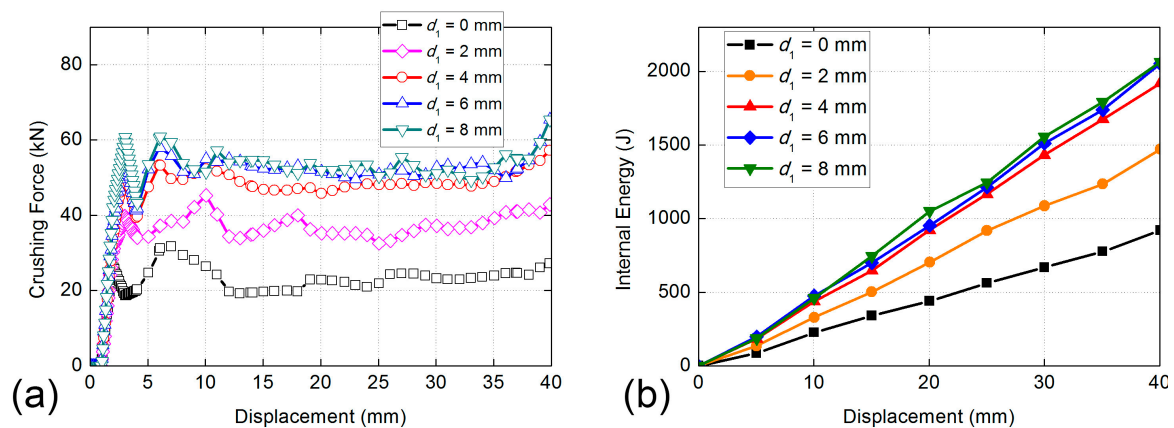 d1 = 0 mm
d1 = 2 mm
d1 = 4 mm
d1 = 6 mm
d1 = 8 mm
80
60
40
20
0
Crushing Force (kN)
0 5 10 15 20 25 30 35 40
Displacement (mm)
(a)
d1 = 0 mm
d1 = 2 mm
d1 = 4 mm
d1 = 6 mm
d1 = 8 mm
2000
1500
1000
500
0
Internal Energy (J)
0 10 20 30 40
Displacement (mm)
(b)